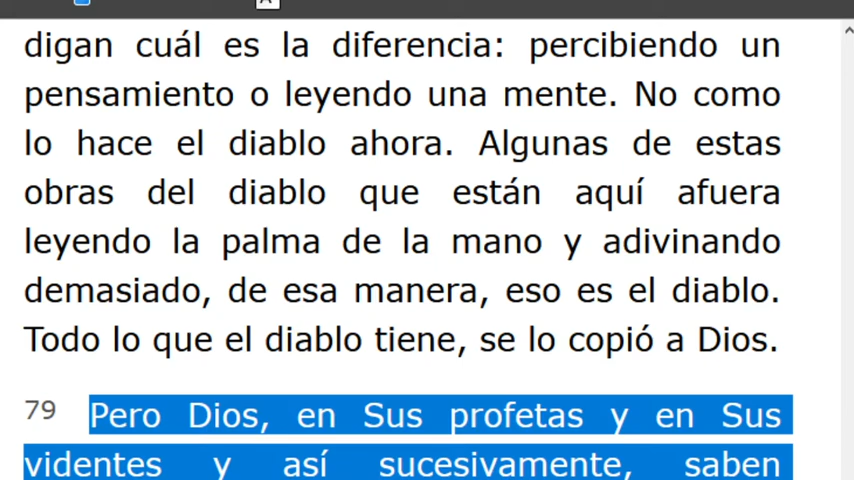 digan cuál es la diferencia: percibiendo un
pensamiento o leyendo una mente. No como
lo hace el diablo ahora. Algunas de estas
obras del diablo que están aquí afuera
leyendo la palma de la mano y adivinando
demasiado, de esa manera, eso es el diablo.
Todo lo que el diablo tiene, se lo copió a Dios.
79 Pero Dios, en Sus profetas y en Sus
videntes y así sucesivamente, saben